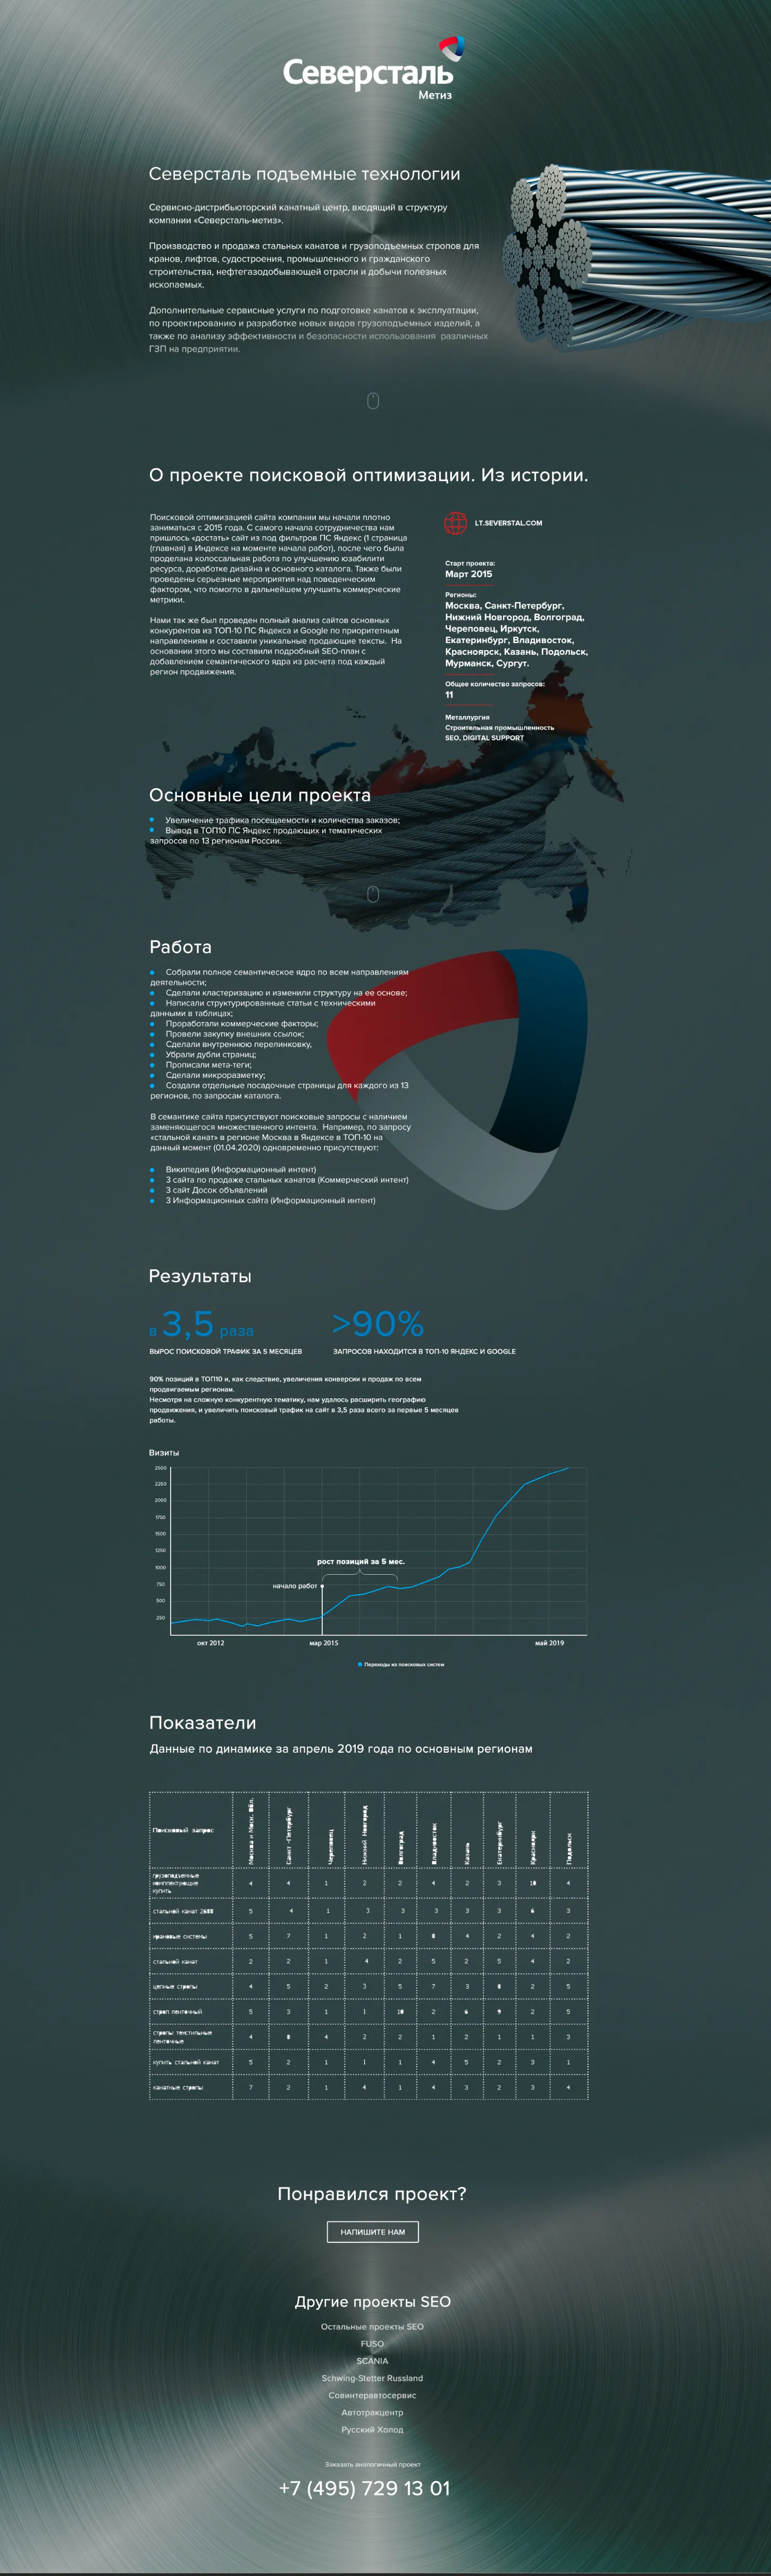 Северсталь
Метиз
Северсталь подъемные технологии
Сервисно-дистрибьюторский канатный центр, входящий в структуру
компании «Северсталь-метиз».
Производство и продажа стальных канатов и грузоподъемных стропов для
кранов, лифтов, судостроения, промышленного и гражданского
строительства, нефтегазодобывающей отрасли и добычи полезных
ископаемых.
Дополнительные сервисные услуги по подготовке канатов к эксплуатации,
по проектированию и разработке новых видов грузоподъемных изделий, а
также по анализу эффективности и безопасности использования различных
ГЗП на предприятии.
О проекте поисковой оптимизации. Из истории.
Поисковой оптимизацией сайта компании мы начали плотно
заниматься с 2015 года. С самого начала сотрудничества нам
пришлось «достать» сайт из под фильтров ПС Яндекс (1 страница
(главная) в Индексе на моменте начала работ), после чего была
проделана колоссальная работа по улучшению юзабилити
ресурса, доработке дизайна и основного каталога. Также были
проведены серьезные мероприятия над поведенческим
фактором, что помогло в дальнейшем улучшить коммерческие
метрики.
Нами так же был проведен полный анализ сайтов основных
конкурентов из ТОП-10 ПС Яндекса и Google по приоритетным
направлениям и составили уникальные продающие тексты. На
основании этого мы составили подробный SEO-план с
добавлением семантического ядра из расчета под каждый
регион продвижения.
LT.SEVERSTAL.COM
Старт проекта:
Март 2015
Регионы:
Москва, Санкт-Петербург,
Нижний Новгород, Волгоград,
Череповец, Иркутск,
Екатеринбург, Владивосток,
Красноярск, Казань, Подольск,
Мурманск, Сургут.
Общее количество запросов:
11
Металлургия
Строительная промышленность
SEO, DIGITAL SUPPORT
Основные цели проекта
Увеличение трафика посещаемости и количества заказов;
Вывод в ТОП10 ПС Яндекс продающих и тематических
запросов по 13 регионам России.
Работа
Собрали полное семантическое ядро по всем направлениям
деятельности;
Сделали кластеризацию и изменили структуру на ее основе;
Написали структурированные статьи с техническими
данными в таблицах;
Проработали коммерческие факторы;
Провели закупку внешних ссылок;
Сделали внутреннюю перелинковку,
Убрали дубли страниц;
Прописали мета-теги;
Сделали микроразметку;
Создали отдельные посадочные страницы для каждого из 13
регионов, по запросам каталога.
В семантике сайта присутствуют поисковые запросы с наличием
заменяющегося множественного интента. Например, по запросу
«стальной канат» в регионе Москва в Яндексе в ТОП-10 на
данный момент (01.04.2020) одновременно присутствуют:
Википедия (Информационный интент)
3 сайта по продаже стальных канатов (Коммерческий интент)
3 сайт Досок объявлений
3 Информационных сайта (Информационный интент)
Результаты
в 3,5 раза
ВЫРОС ПОИСКОВОЙ ТРАФИК ЗА 5 МЕСЯЦЕВ
>90%
ЗАПРОСОВ НАХОДИТСЯ В ТОП-10 ЯНДЕКС И GOOGLE
90% позиций в ТОП10 и, как следствие, увеличения конверсии и продаж по всем
продвигаемым регионам.
Несмотря на сложную конкурентную тематику, нам удалось расширить географию
продвижения, и увеличить поисковый трафик на сайт в 3,5 раза всего за первые 5 месяцев
работы.
Визиты
2500
2250
2000
1750
1500
1250
1000
750
500
250
рост позиций за 5 мес.
начало работ
окт 2012 мар 2015 май 2019
Переходы из поисковых систем
Показатели
Данные по динамике за апрель 2019 года по основным регионам
Поисковый запрос Москва и Моск. Обл. Санкт-Петербург Череповец Нижний Новгород Волгоград Владивосток Казань Екатеринбург Красноярск Подольск
грузоподъемные
комплектующие
купить 4 4 1 2 2 4 2 3 10 4
стальной канат 2688 5 4 1 3 3 3 3 3 6 3
крановые системы 5 7 1 2 1 8 4 2 4 2
стальной канат 2 2 1 4 2 5 2 5 4 2
цепные стропы 4 5 2 3 5 7 3 8 2 5
строп ленточный 5 3 1 1 10 2 6 9 2 5
стропы текстильные
ленточные 4 8 4 2 2 1 2 1 1 3
купить стальной канат 5 2 1 1 1 4 5 2 3 1
канатные стропы 7 2 1 4 1 4 3 2 3 4
Понравился проект?
НАПИШИТЕ НАМ
Другие проекты SEO
Остальные проекты SEO
FUSO
SCANIA
Schwing-Stetter Russland
Совинтеравтосервис
Автотракцентр
Русский Холод
Заказать аналогичный проект
+7 (495) 729 13 01